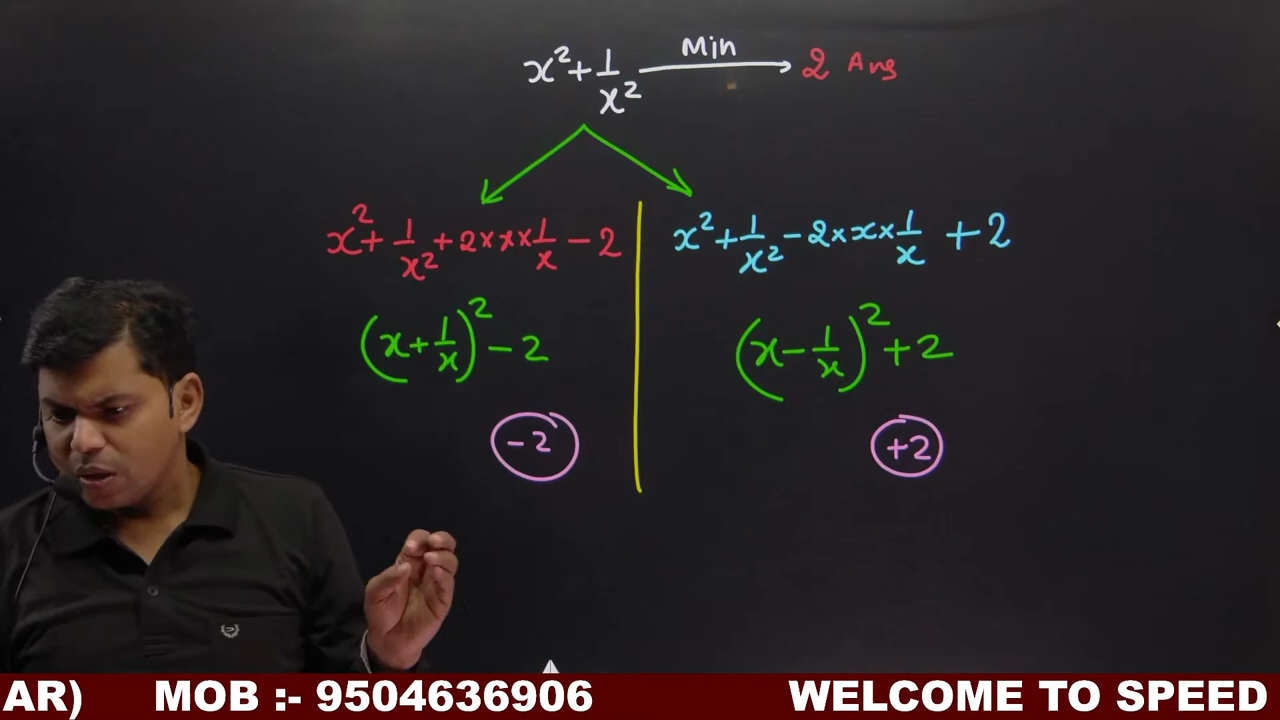 x² + 1/x² Min → 2 Ans
x² + 1/x² + 2 × x × 1/x − 2
(x + 1/x)² − 2
−2
x² + 1/x² − 2 × x × 1/x + 2
(x − 1/x)² + 2
+2
AR) MOB :- 9504636906 WELCOME TO SPEED